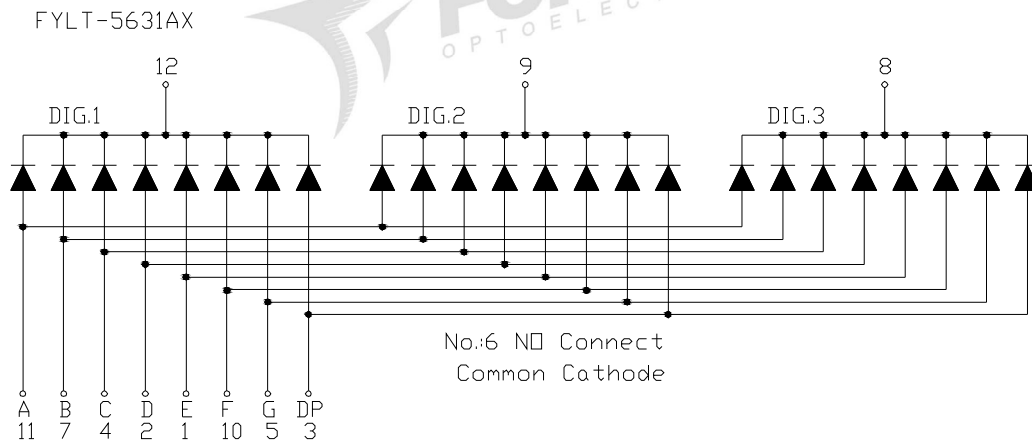 FYLT-5631AX
OPTOELEC
12 9 8
DIG.1 DIG.2 DIG.3
No.:6 NO Connect
Common Cathode
A B C D E F G DP
11 7 4 2 1 10 5 3